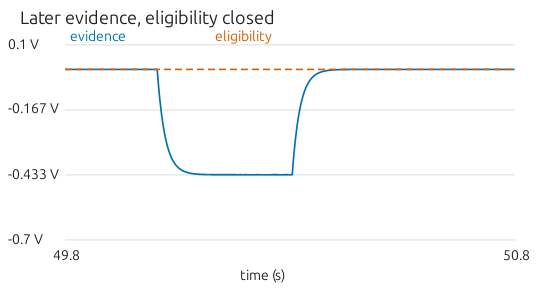 Later evidence, eligibility closed
evidence eligibility
0.1 V
-0.167 V
-0.433 V
-0.7 V
49.8 50.8
time (s)